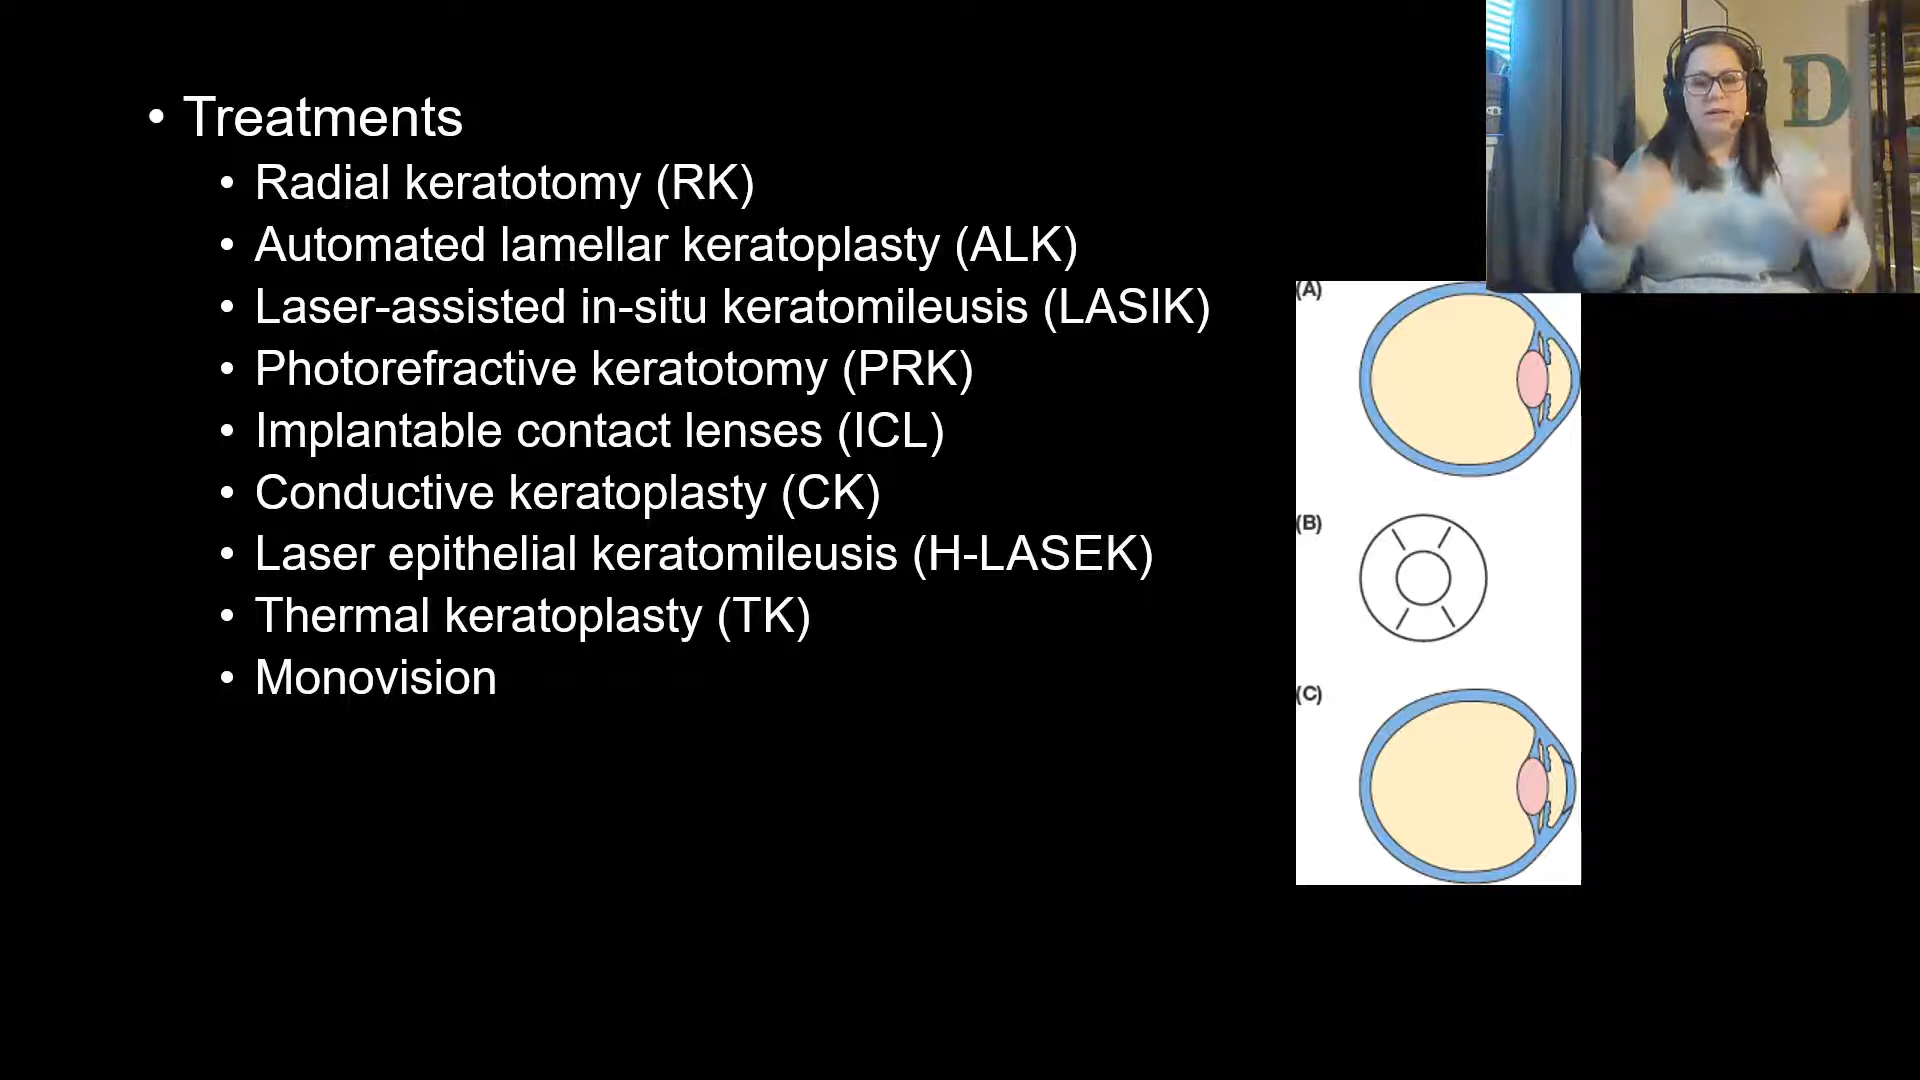 • Treatments
• Radial keratotomy (RK)
• Automated lamellar keratoplasty (ALK)
• Laser-assisted in-situ keratomileusis (LASIK)
• Photorefractive keratotomy (PRK)
• Implantable contact lenses (ICL)
• Conductive keratoplasty (CK)
• Laser epithelial keratomileusis (H-LASEK)
• Thermal keratoplasty (TK)
• Monovision
D
(A)
(B)
(C)